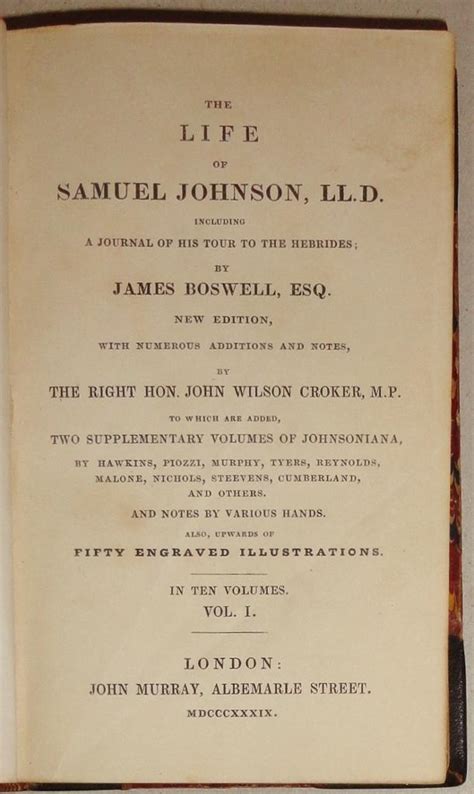 THE
LIFE
OF
SAMUEL JOHNSON, LL.D.
INCLUDING
A JOURNAL OF HIS TOUR TO THE HEBRIDES;
BY
JAMES BOSWELL, ESQ.
NEW EDITION,
WITH NUMEROUS ADDITIONS AND NOTES,
BY
THE RIGHT HON. JOHN WILSON CROKER, M.P.
TO WHICH ARE ADDED,
TWO SUPPLEMENTARY VOLUMES OF JOHNSONIANA,
BY HAWKINS, PIOZZI, MURPHY, TYERS, REYNOLDS,
MALONE, NICHOLS, STEEVENS, CUMBERLAND,
AND OTHERS.
AND NOTES BY VARIOUS HANDS.
ALSO, UPWARDS OF
FIFTY ENGRAVED ILLUSTRATIONS.
IN TEN VOLUMES.
VOL. I.
LONDON:
JOHN MURRAY, ALBEMARLE STREET.
MDCCCXXXIX.